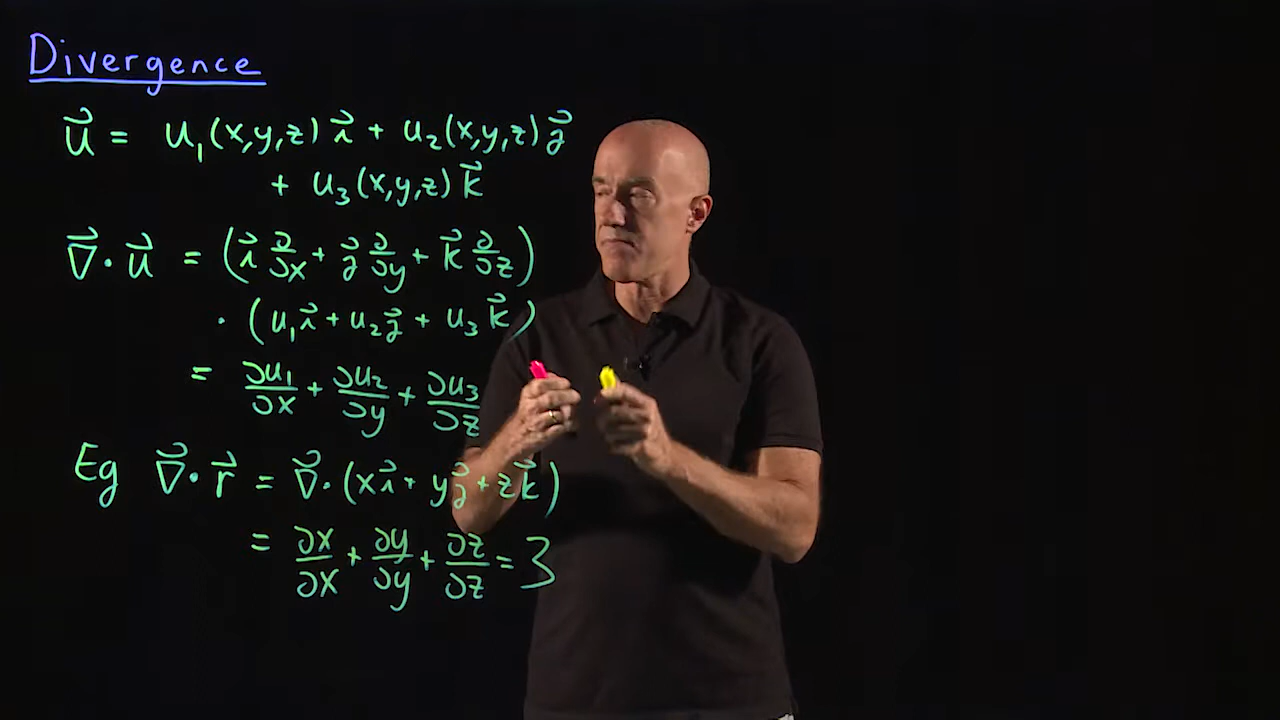 Divergence
u⃗ = u₁(x,y,z) i⃗ + u₂(x,y,z) j⃗
+ u₃(x,y,z) k⃗
∇⃗ · u⃗ = (i⃗ ∂/∂x + j⃗ ∂/∂y + k⃗ ∂/∂z)
· (u₁i⃗ + u₂j⃗ + u₃k⃗)
= ∂u₁/∂x + ∂u₂/∂y + ∂u₃/∂z
Eg ∇⃗ · r⃗ = ∇⃗ · (xi⃗ + yj⃗ + zk⃗)
= ∂x/∂x + ∂y/∂y + ∂z/∂z = 3